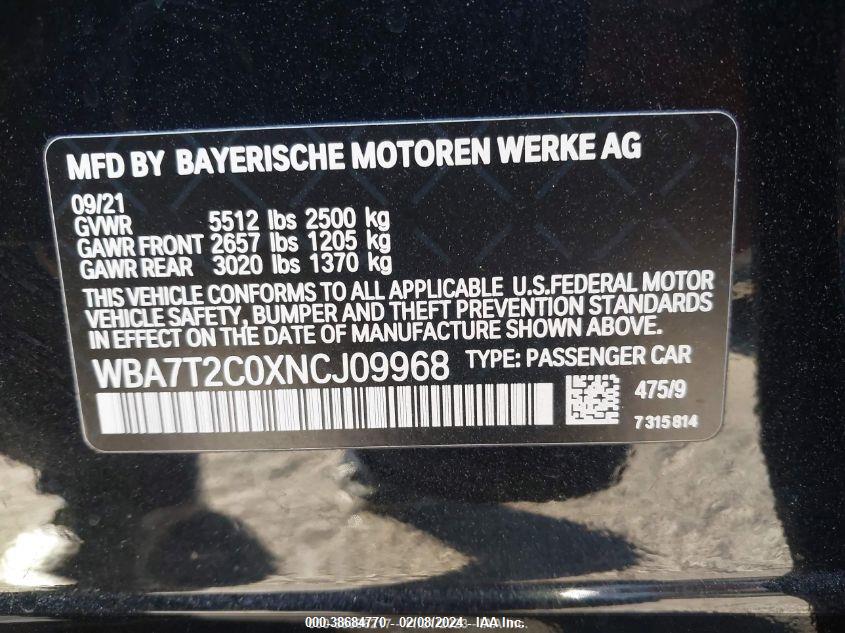 MFD BY BAYERISCHE MOTOREN WERKE AG
09/21
GVWR 5512 lbs 2500 kg
GAWR FRONT 2657 lbs 1205 kg
GAWR REAR 3020 lbs 1370 kg
THIS VEHICLE CONFORMS TO ALL APPLICABLE U.S.FEDERAL MOTOR
VEHICLE SAFETY, BUMPER AND THEFT PREVENTION STANDARDS
IN EFFECT ON THE DATE OF MANUFACTURE SHOWN ABOVE.
WBA7T2C0XNCJ09968 TYPE: PASSENGER CAR
475/9
7 315 814
000-38684770 - 02/08/2024 - IAA Inc.